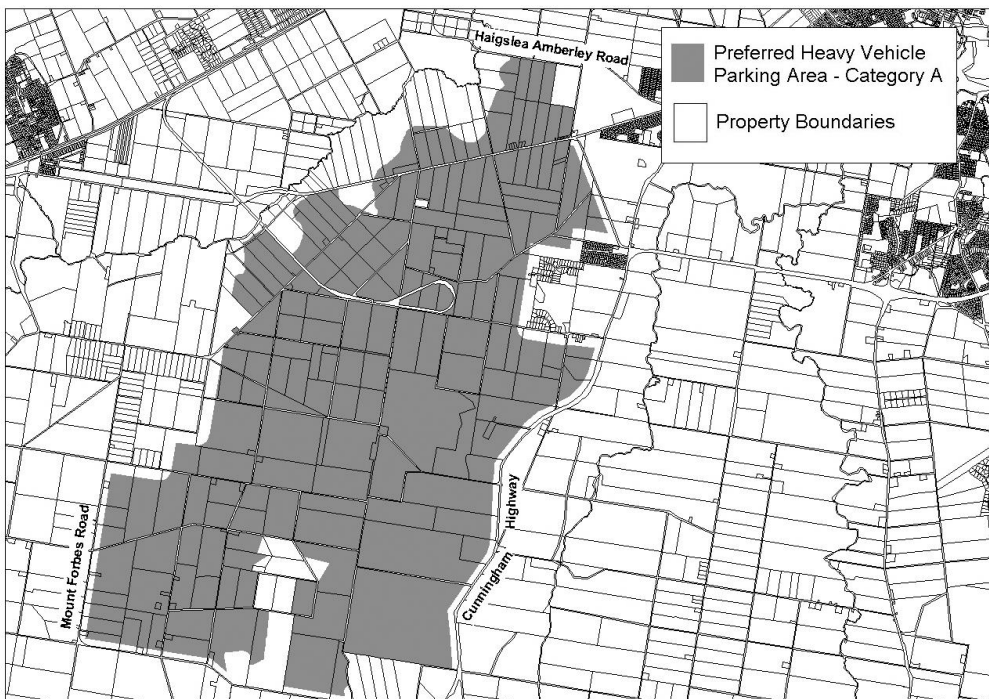 Haigslea Amberley Road
Preferred Heavy Vehicle
Parking Area - Category A
Property Boundaries
Mount Forbes Road
Cunningham Highway